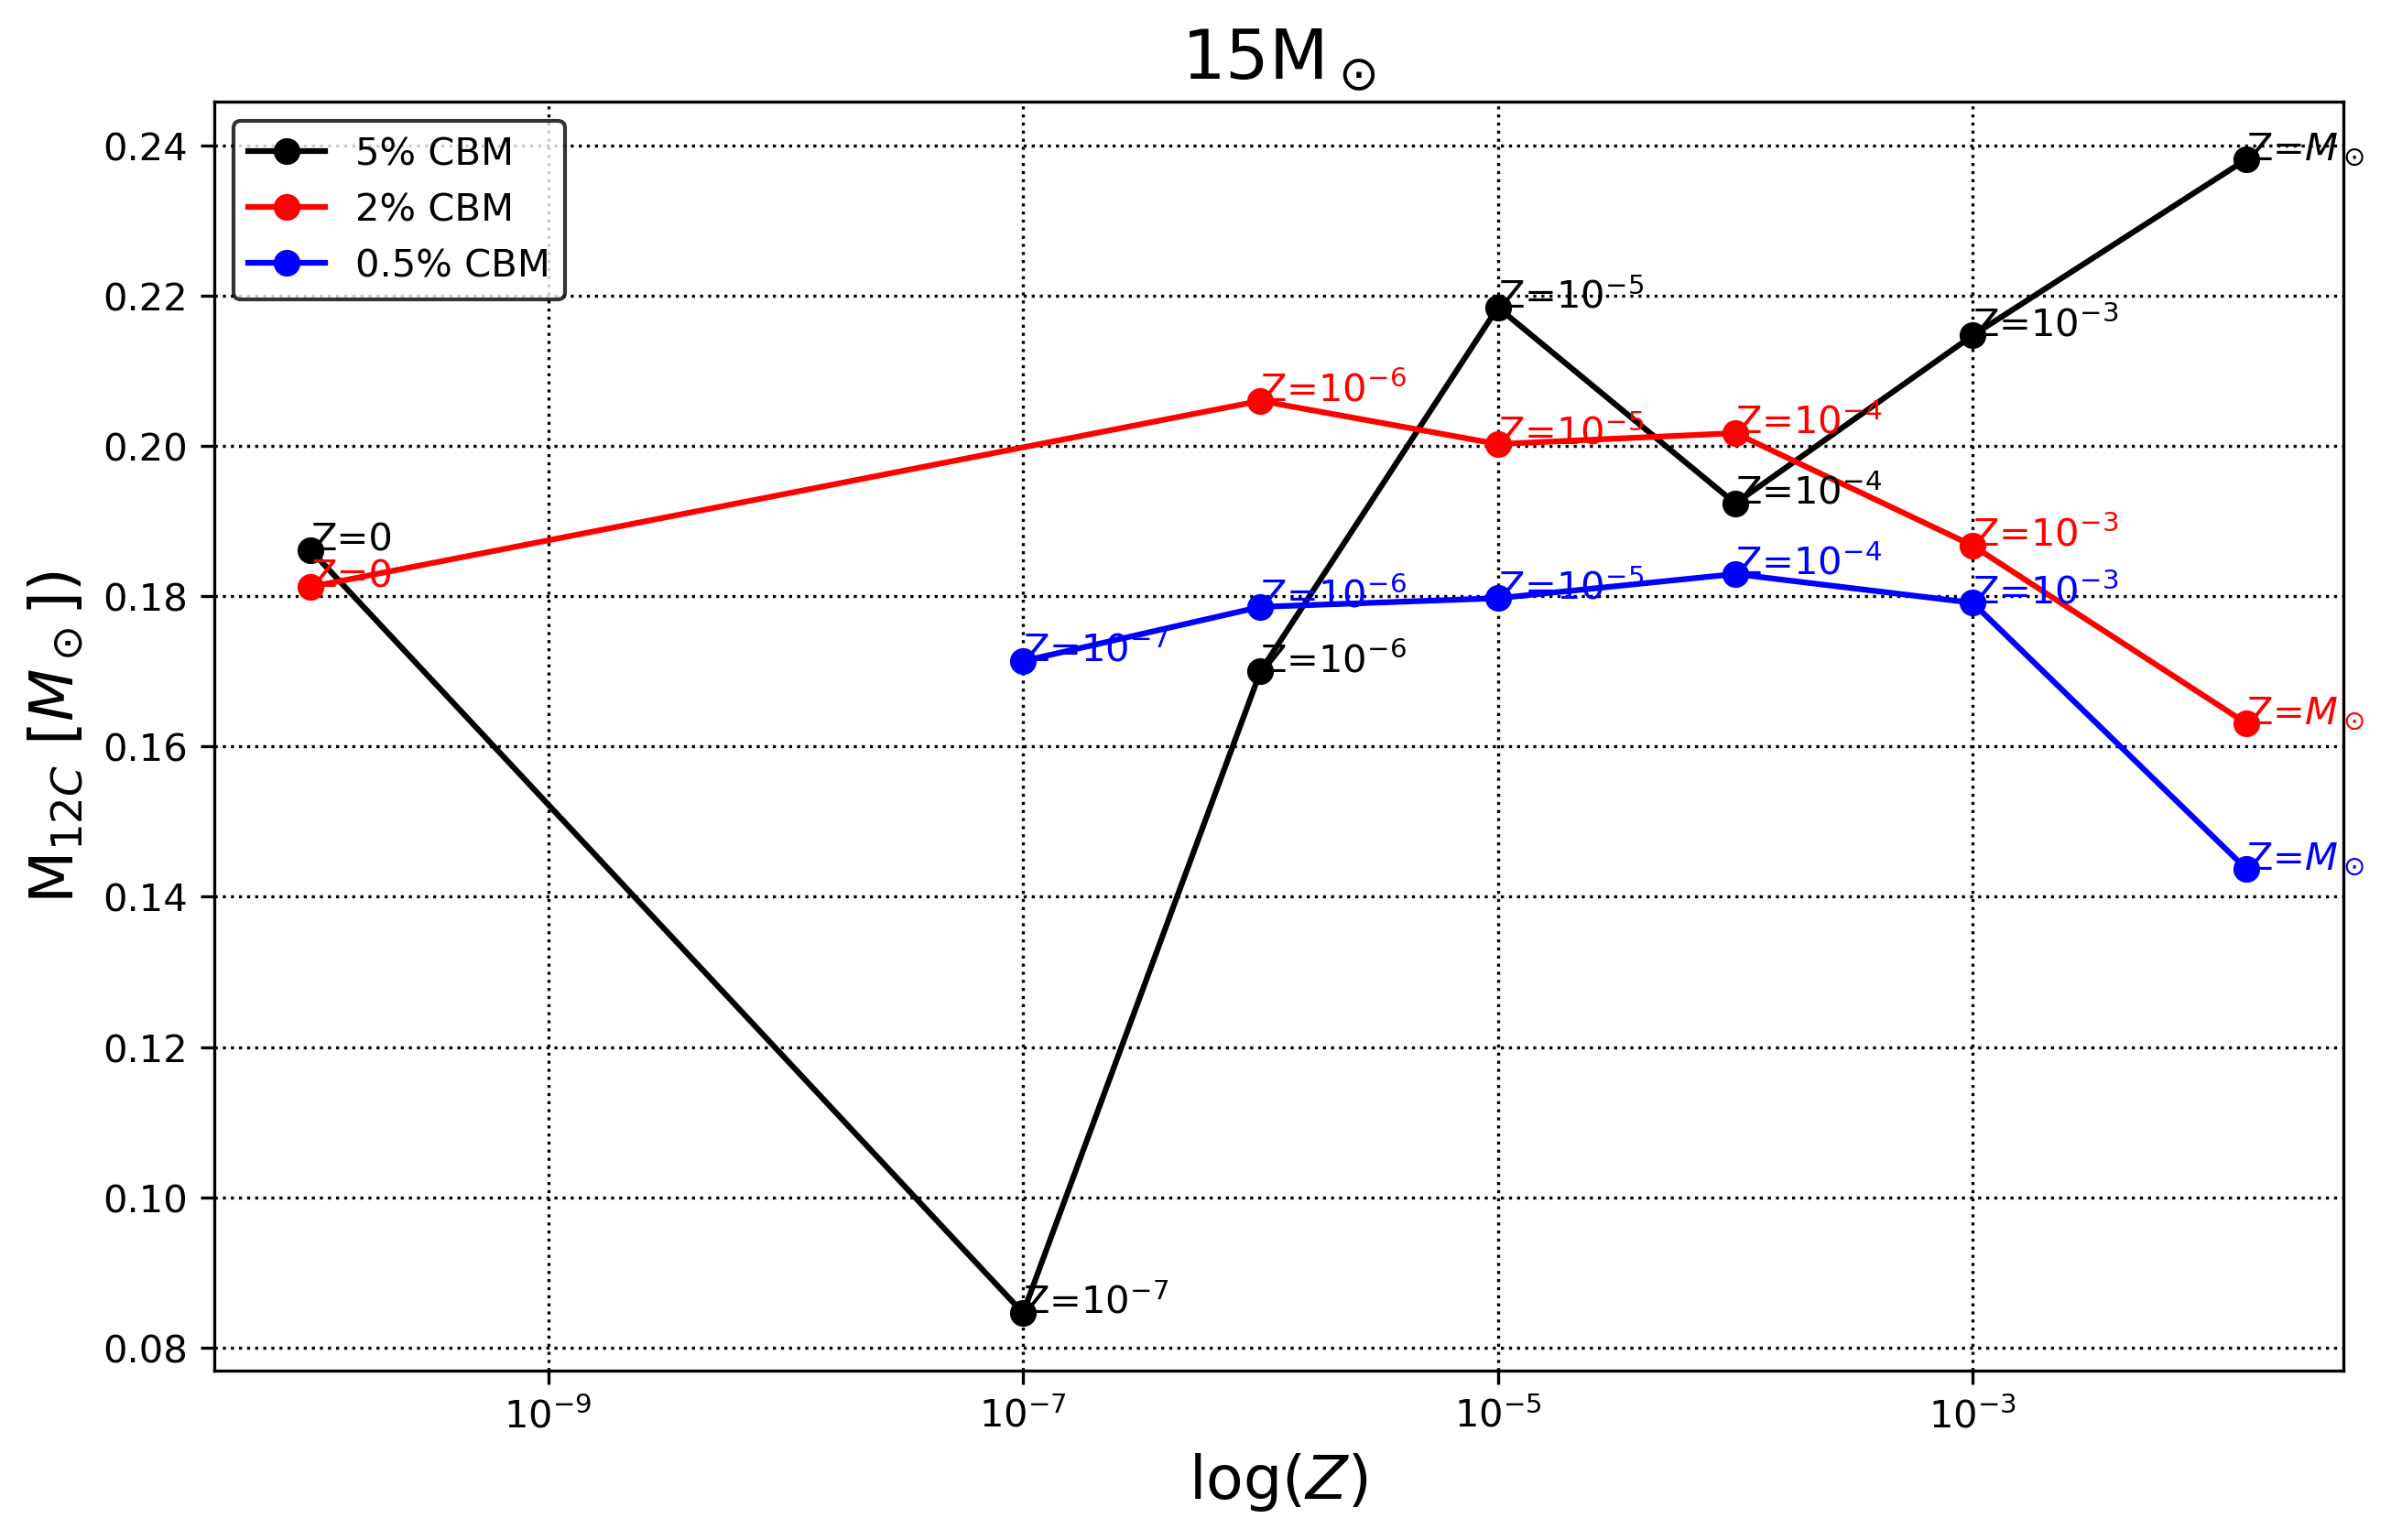 15M⊙
5% CBM
2% CBM
0.5% CBM
M₁₂C [M⊙])
0.24
0.22
0.20
0.18
0.16
0.14
0.12
0.10
0.08
Z=M⊙
Z=10⁻⁵
Z=10⁻³
Z=10⁻⁶
Z=10⁻⁵
Z=10⁻⁴
Z=10⁻⁴
Z=0
Z=0
Z=10⁻³
Z=10⁻⁶
Z=10⁻⁵
Z=10⁻⁴
Z=10⁻³
Z=10⁻⁷
Z=10⁻⁶
Z=M⊙
Z=M⊙
Z=10⁻⁷
10⁻⁹ 10⁻⁷ 10⁻⁵ 10⁻³
log(Z)